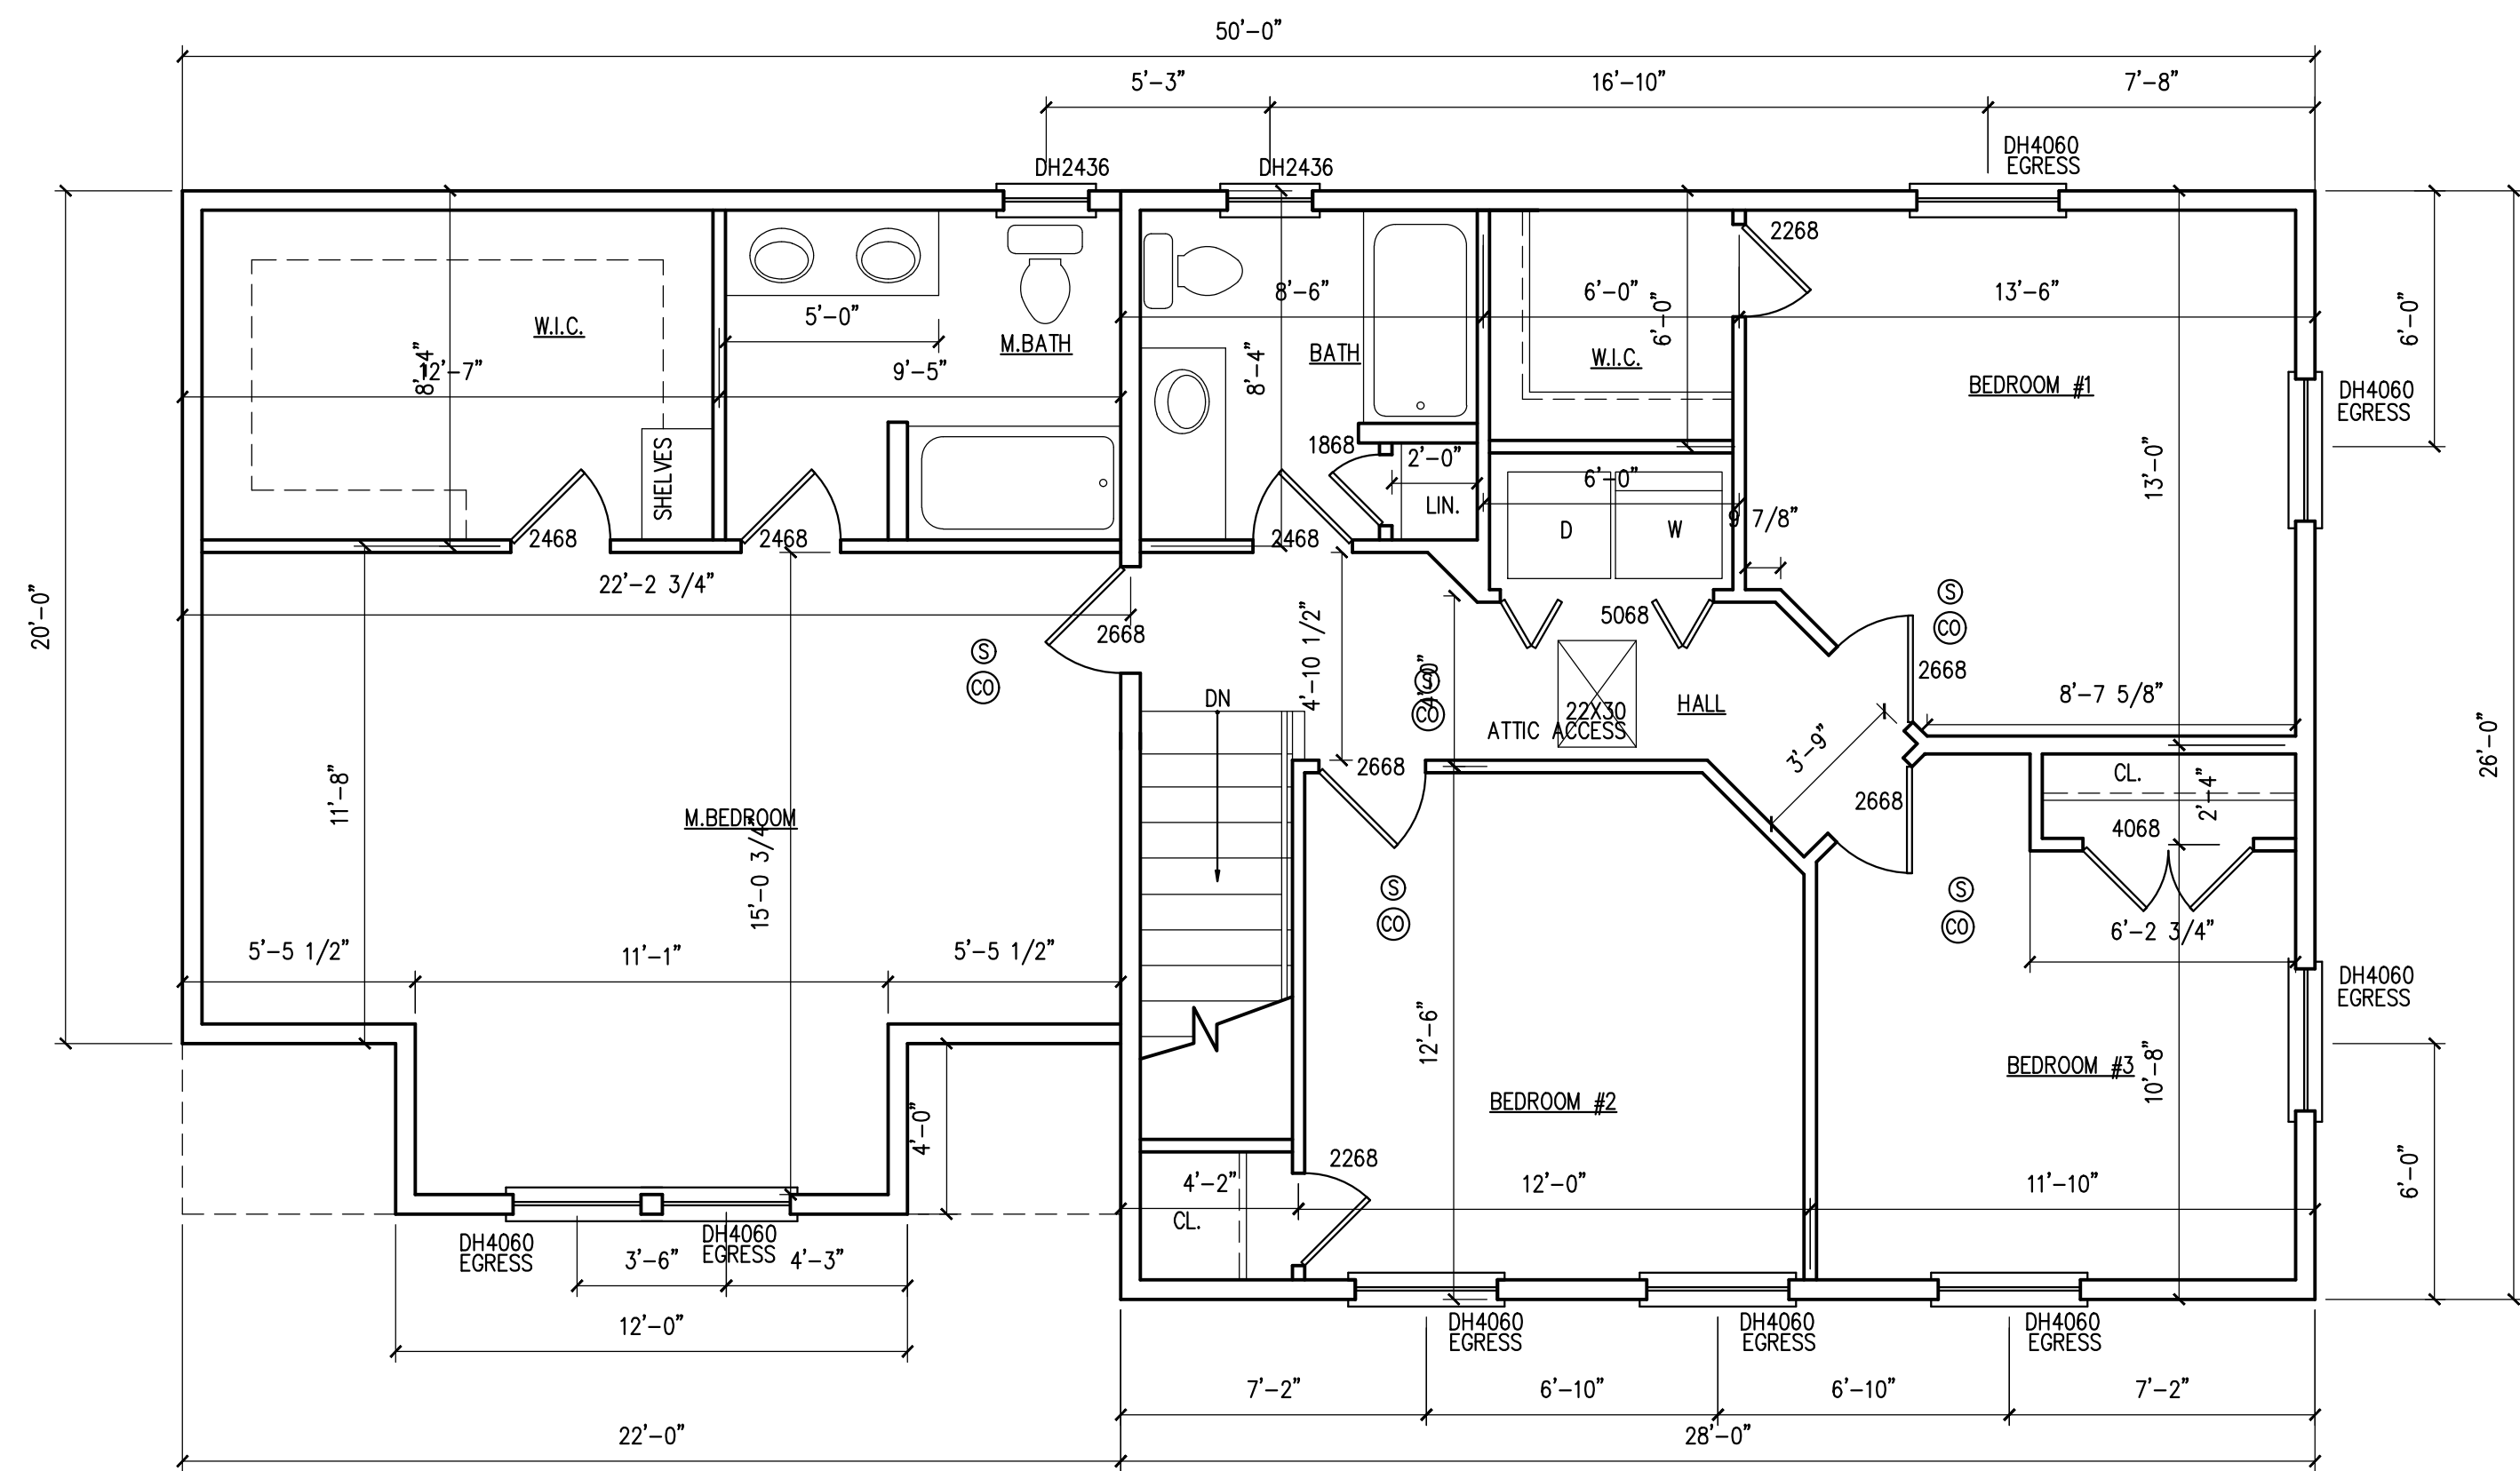 50'-0"
5'-3"
16'-10"
7'-8"
DH2436
DH2436
DH4060
EGRESS
2268
W.I.C.
5'-0"
M.BATH
8'-6"
BATH
6'-0"
6'-0"
W.I.C.
13'-6"
BEDROOM #1
6'-0"
DH4060
EGRESS
8'-4"
12'-7"
9'-5"
8'-4"
SHELVES
1868
2'-0"
LIN.
6'-0"
D
W
9 7/8"
13'-0"
2468
2468
2468
22'-2 3/4"
20'-0"
2668
S
CO
4'-10 1/2"
4'-0"
S
CO
5068
S
CO
2668
DN
22X30
ATTIC ACCESS
HALL
8'-7 5/8"
3'-9"
26'-0"
2668
2668
CL.
2'-4"
4068
11'-8"
M.BEDROOM
15'-0 3/4"
S
CO
S
CO
6'-2 3/4"
5'-5 1/2"
11'-1"
5'-5 1/2"
DH4060
EGRESS
12'-6"
BEDROOM #3
10'-8"
BEDROOM #2
4'-0"
2268
4'-2"
12'-0"
11'-10"
6'-0"
CL.
DH4060
EGRESS
DH4060
EGRESS
3'-6"
4'-3"
12'-0"
DH4060
EGRESS
DH4060
EGRESS
DH4060
EGRESS
7'-2"
6'-10"
6'-10"
7'-2"
22'-0"
28'-0"